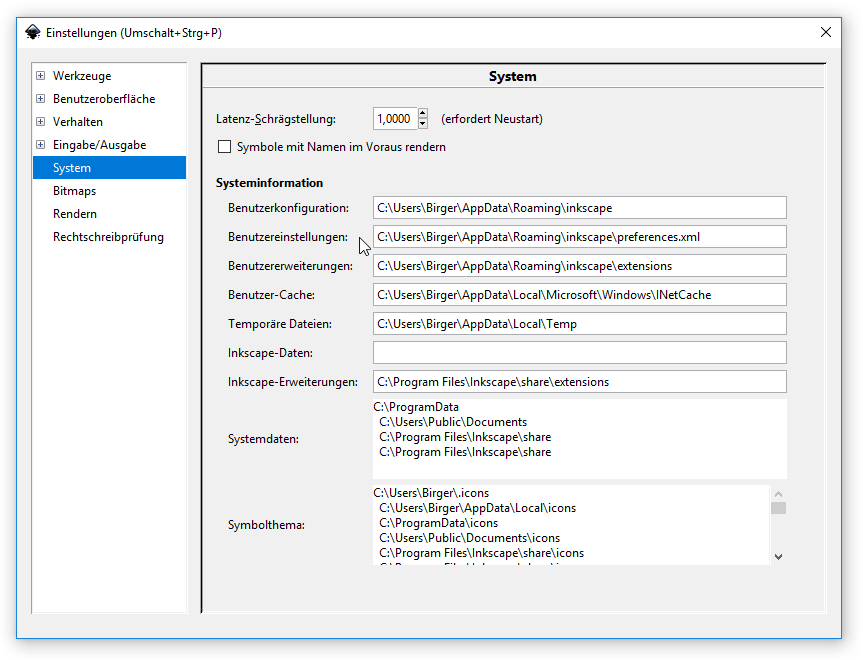 Einstellungen (Umschalt+Strg+P)
Werkzeuge
Benutzeroberfläche
Verhalten
Eingabe/Ausgabe
System
Bitmaps
Rendern
Rechtschreibprüfung
System
Latenz-Schrägstellung: 1,0000 (erfordert Neustart)
Symbole mit Namen im Voraus rendern
Systeminformation
Benutzerkonfiguration: C:\Users\Birger\AppData\Roaming\inkscape
Benutzereinstellungen: C:\Users\Birger\AppData\Roaming\inkscape\preferences.xml
Benutzererweiterungen: C:\Users\Birger\AppData\Roaming\inkscape\extensions
Benutzer-Cache: C:\Users\Birger\AppData\Local\Microsoft\Windows\INetCache
Temporäre Dateien: C:\Users\Birger\AppData\Local\Temp
Inkscape-Daten:
Inkscape-Erweiterungen: C:\Program Files\Inkscape\share\extensions
Systemdaten:
C:\ProgramData
C:\Users\Public\Documents
C:\Program Files\Inkscape\share
C:\Program Files\Inkscape\share
Symbolthema:
C:\Users\Birger\.icons
C:\Users\Birger\AppData\Local\icons
C:\ProgramData\icons
C:\Users\Public\Documents\icons
C:\Program Files\Inkscape\share\icons